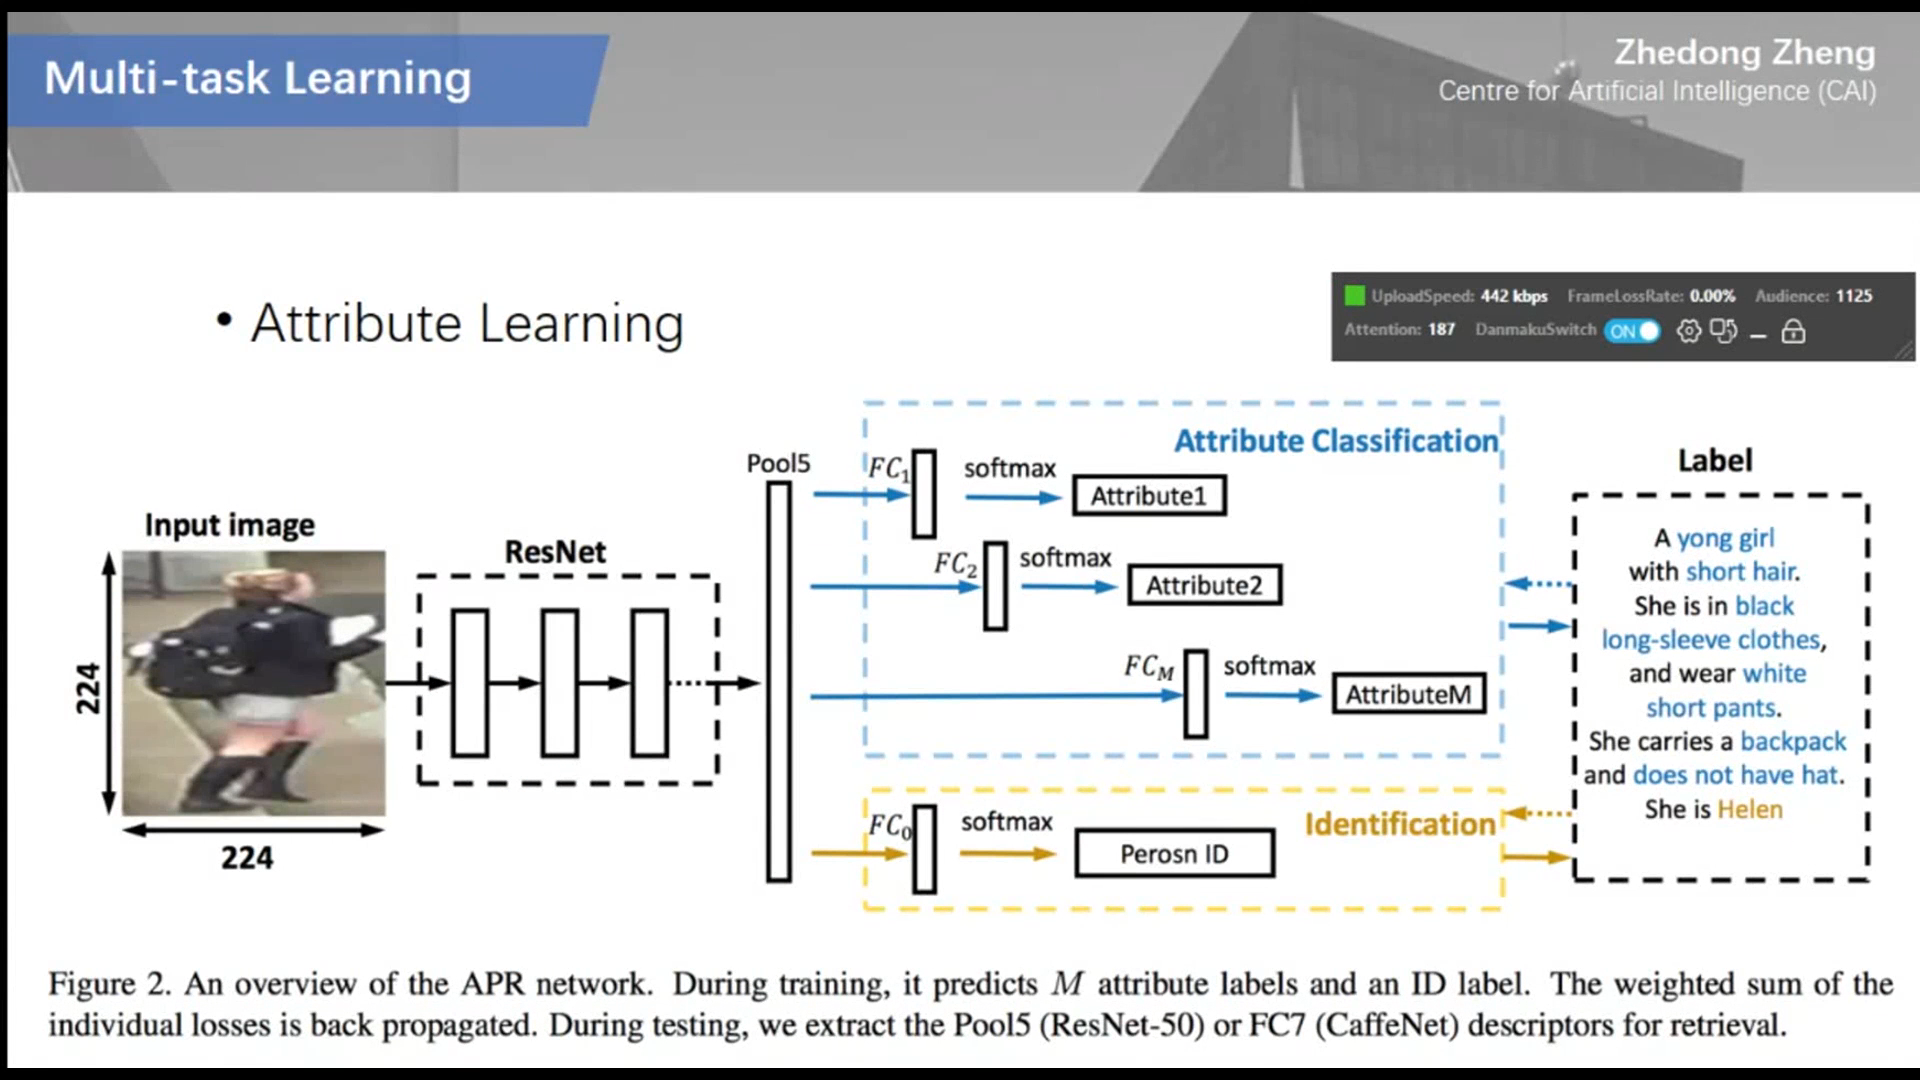 Multi-task Learning
Zhedong Zheng
Centre for Artificial Intelligence (CAI)
• Attribute Learning
UploadSpeed: 442 kbps FrameLossRate: 0.00% Audience: 1125
Attention: 187 DanmakuSwitch ON
Input image
224
224
ResNet
Pool5
Attribute Classification
FC1 softmax Attribute1
FC2 softmax Attribute2
FCM softmax AttributeM
FC0 softmax Perosn ID
Identification
Label
A yong girl
with short hair.
She is in black
long-sleeve clothes,
and wear white
short pants.
She carries a backpack
and does not have hat.
She is Helen
Figure 2. An overview of the APR network. During training, it predicts M attribute labels and an ID label. The weighted sum of the
individual losses is back propagated. During testing, we extract the Pool5 (ResNet-50) or FC7 (CaffeNet) descriptors for retrieval.